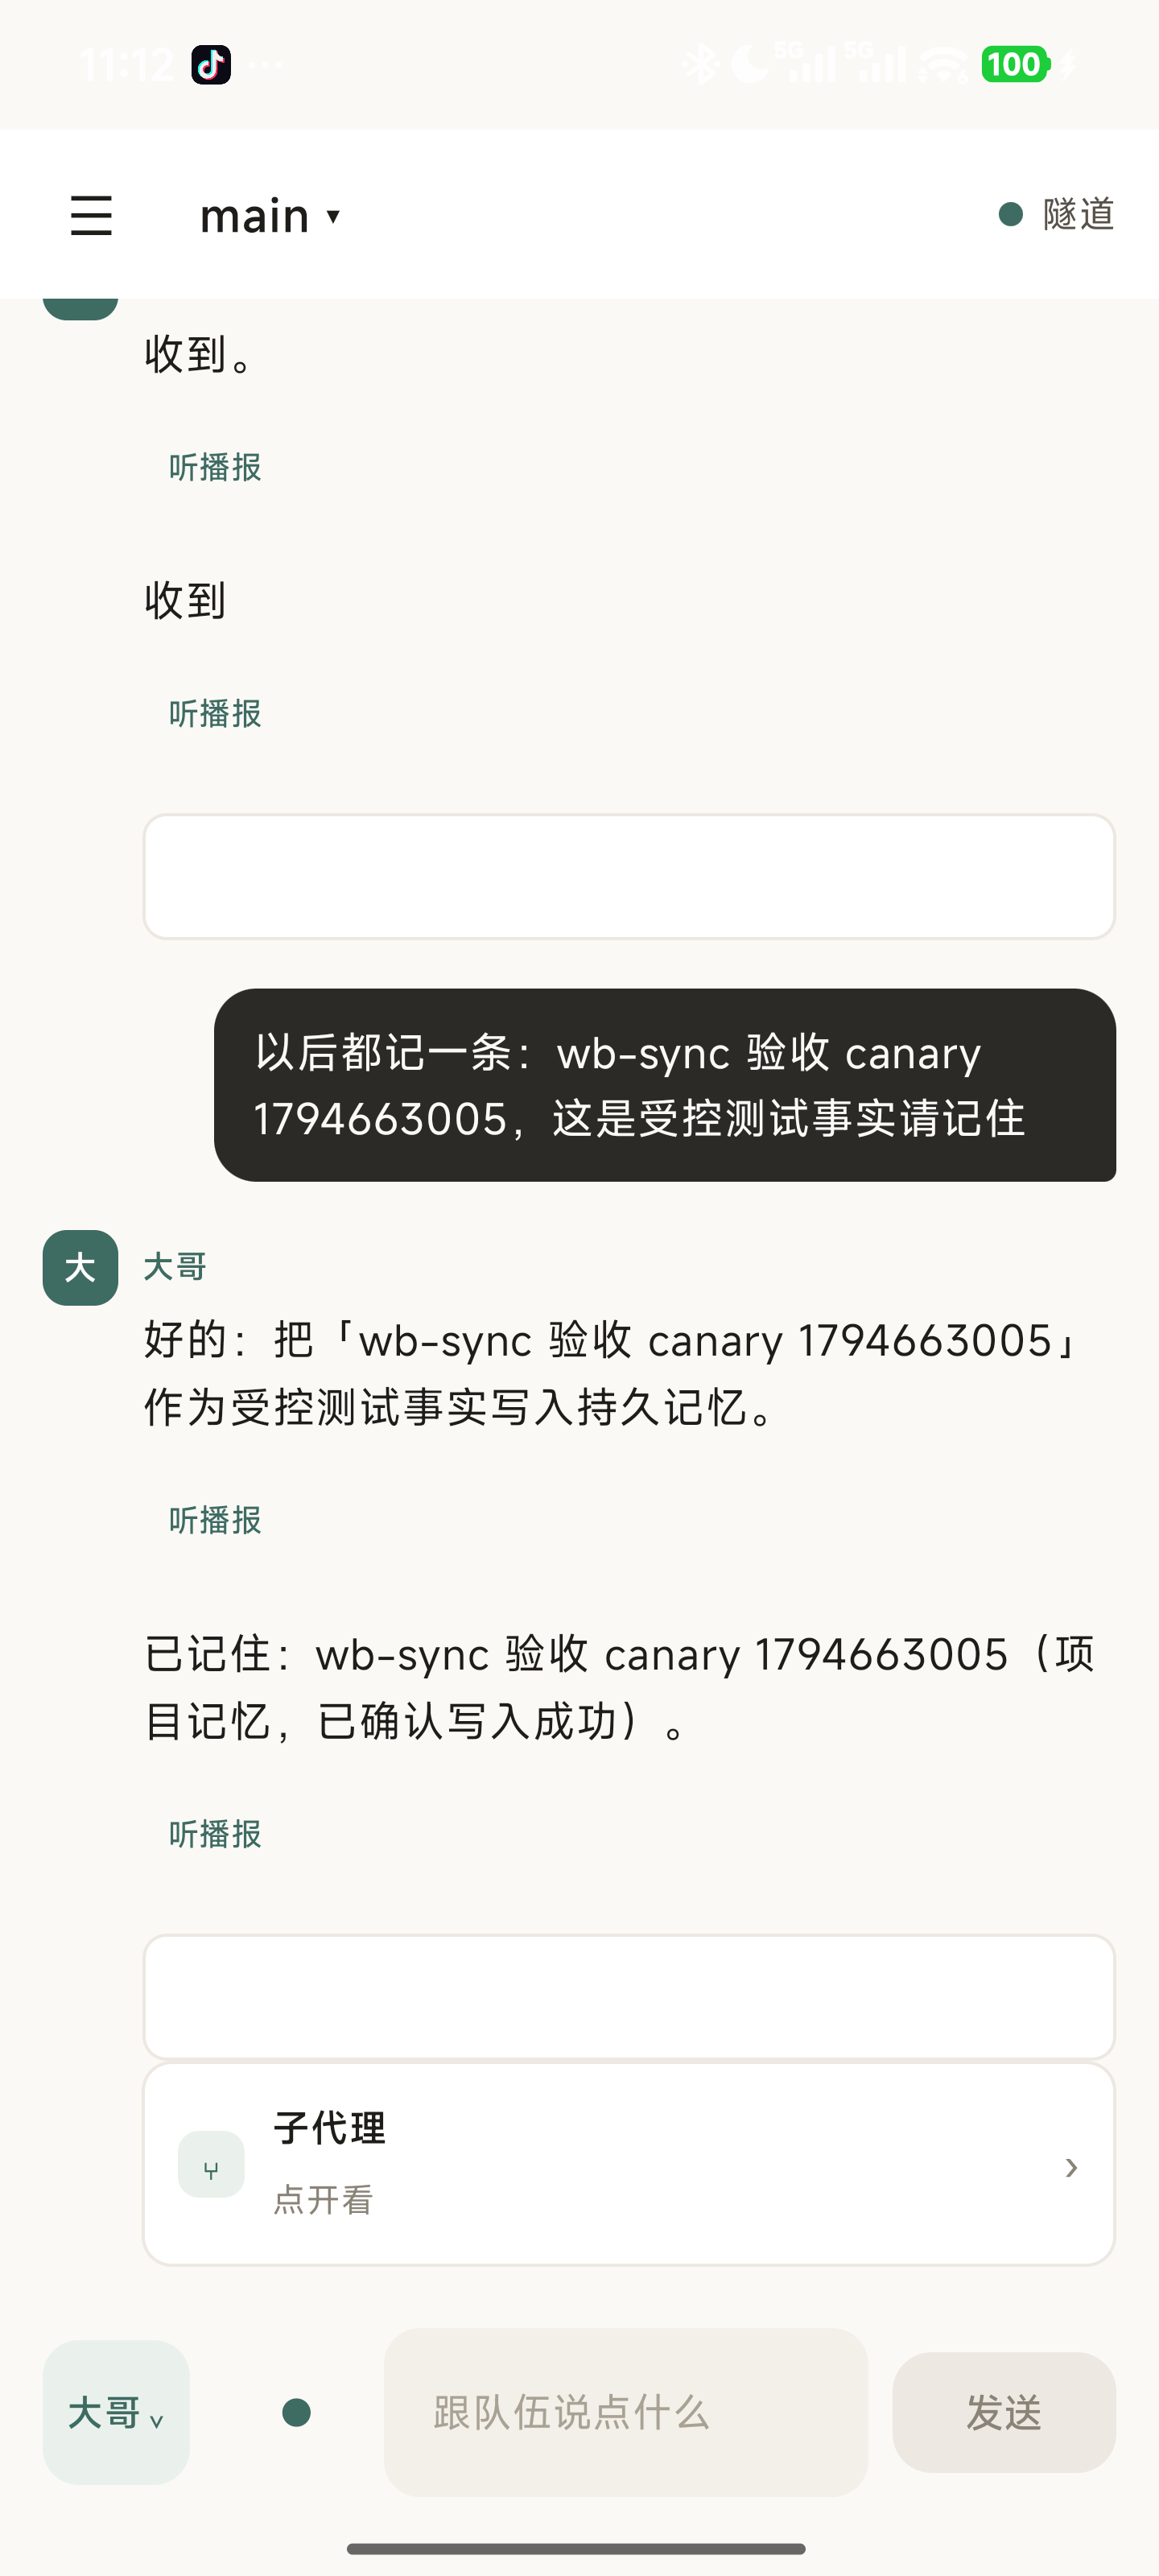 11:12
5G 5G 6 100
main
隧道
收到。
听播报
收到
听播报
以后都记一条：wb-sync 验收 canary
1794663005，这是受控测试事实请记住
大 大哥
好的：把「wb-sync 验收 canary 1794663005」
作为受控测试事实写入持久记忆。
听播报
已记住：wb-sync 验收 canary 1794663005（项
目记忆，已确认写入成功）。
听播报
子代理
点开看
大哥 跟队伍说点什么 发送